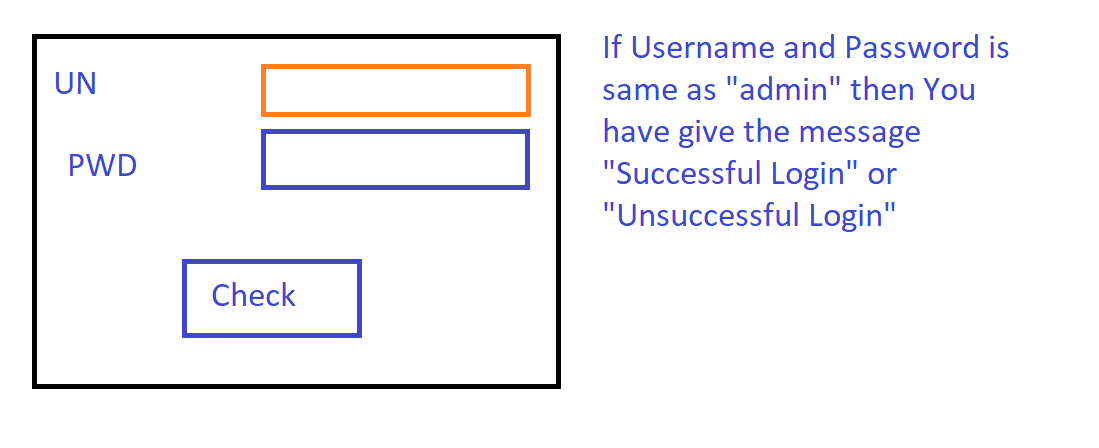 UN
PWD
Check
If Username and Password is
same as "admin" then You
have give the message
"Successful Login" or
"Unsuccessful Login"